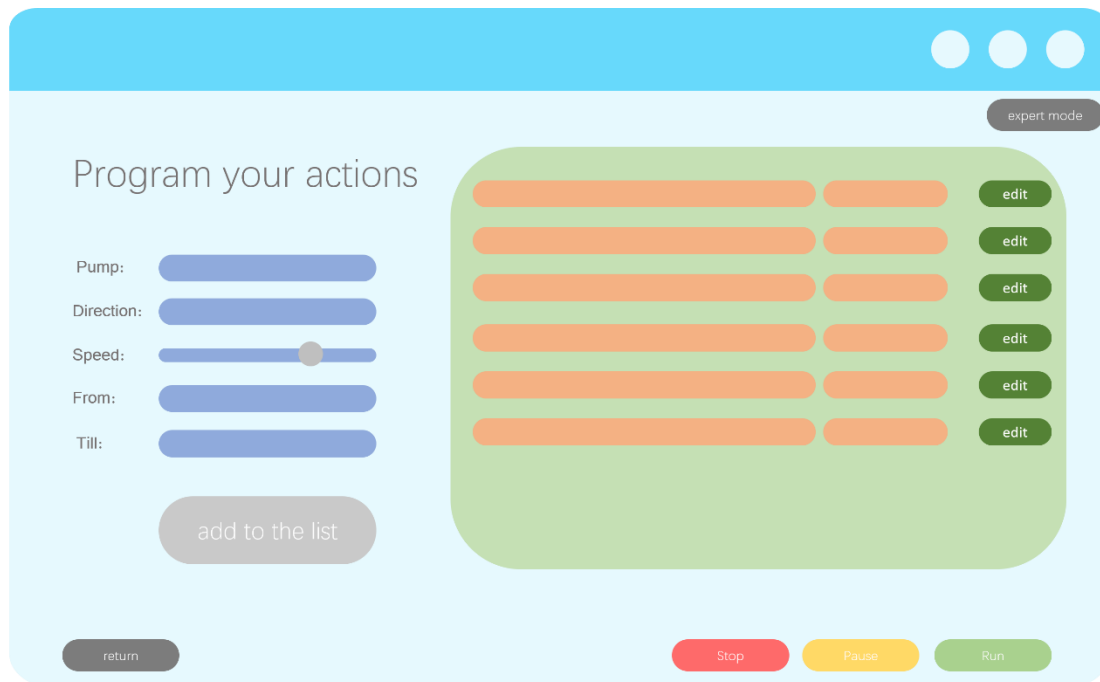 expert mode
Program your actions
Pump:
Direction:
Speed:
From:
Till:
add to the list
edit
edit
edit
edit
edit
edit
return
Stop
Pause
Run